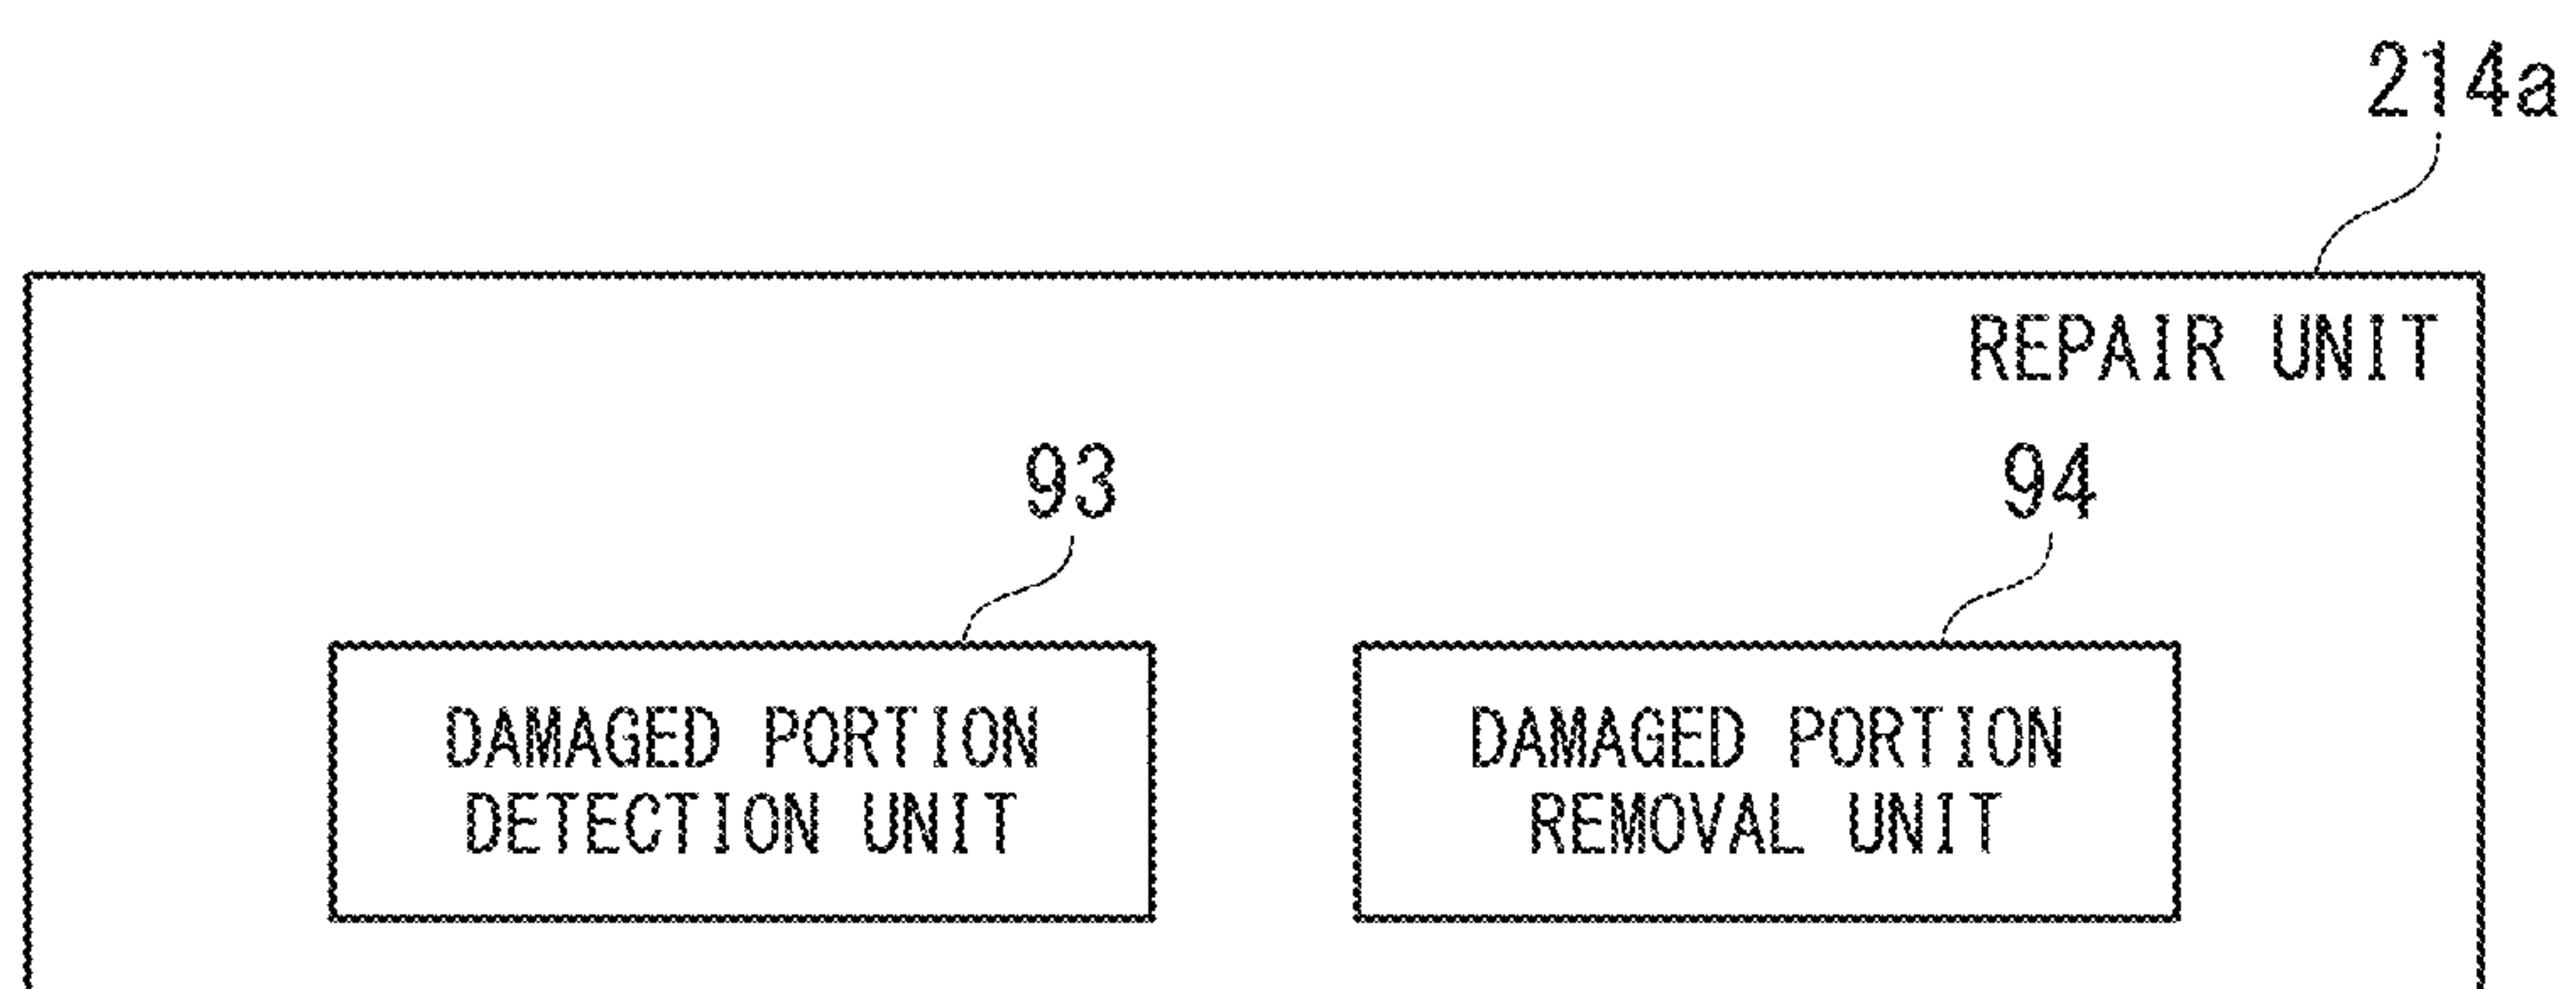 214a
REPAIR UNIT
93
94
DAMAGED PORTION
DETECTION UNIT
DAMAGED PORTION
REMOVAL UNIT